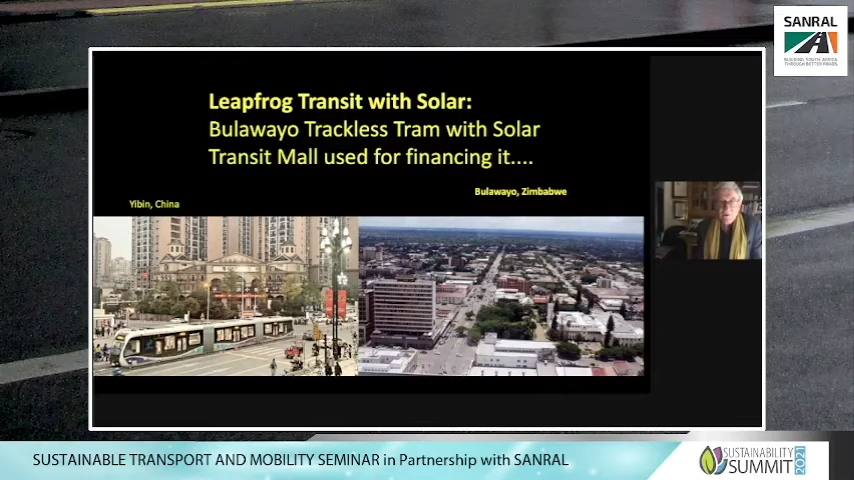 SANRAL
BUILDING SOUTH AFRICA
THROUGH BETTER ROADS
Leapfrog Transit with Solar:
Bulawayo Trackless Tram with Solar
Transit Mall used for financing it....
Bulawayo, Zimbabwe
Yibin, China
SUSTAINABLE TRANSPORT AND MOBILITY SEMINAR in Partnership with SANRAL
SUSTAINABILITY
SUMMIT 2021